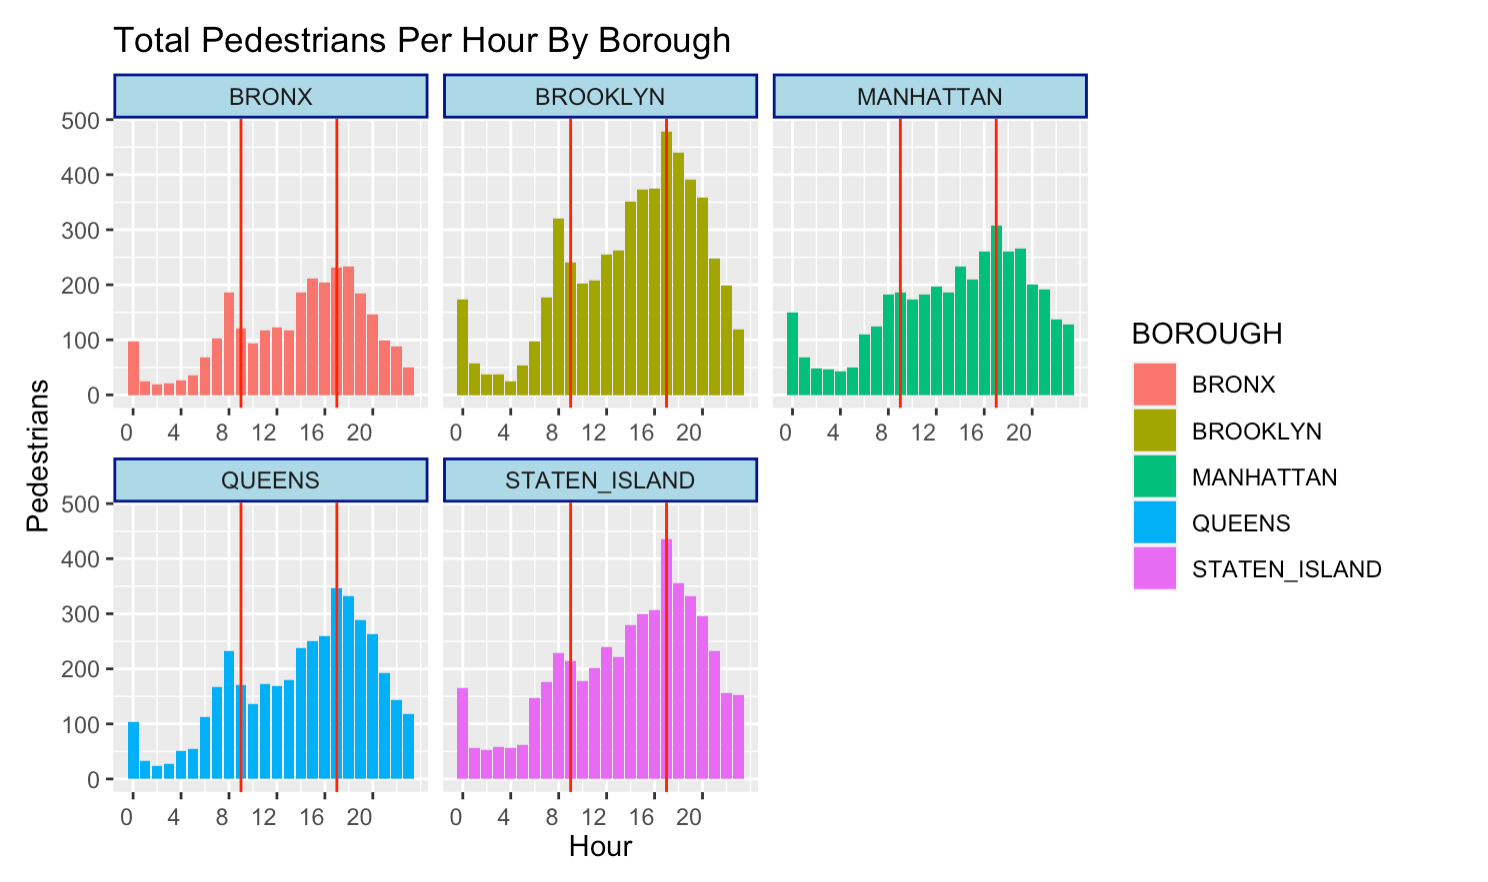 Total Pedestrians Per Hour By Borough
BRONX
BROOKLYN
MANHATTAN
500
400
300
200
100
0
0 4 8 12 16 20
0 4 8 12 16 20
0 4 8 12 16 20
QUEENS
STATEN_ISLAND
500
400
300
200
100
0
0 4 8 12 16 20
0 4 8 12 16 20
Pedestrians
Hour
BOROUGH
BRONX
BROOKLYN
MANHATTAN
QUEENS
STATEN_ISLAND